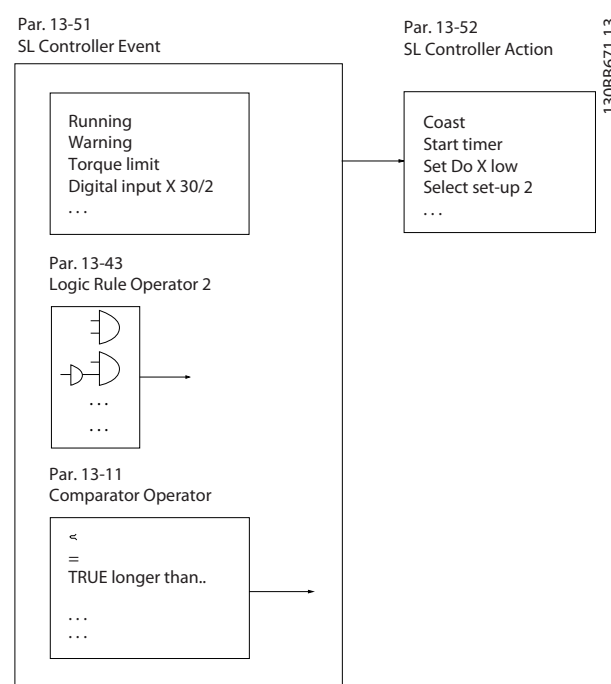 Par. 13-51
SL Controller Event
Par. 13-52
SL Controller Action
130BB671.13
Running
Warning
Torque limit
Digital input X 30/2
. . .
Coast
Start timer
Set Do X low
Select set-up 2
. . .
Par. 13-43
Logic Rule Operator 2
. . .
. . .
Par. 13-11
Comparator Operator
=
TRUE longer than..
. . .
. . .